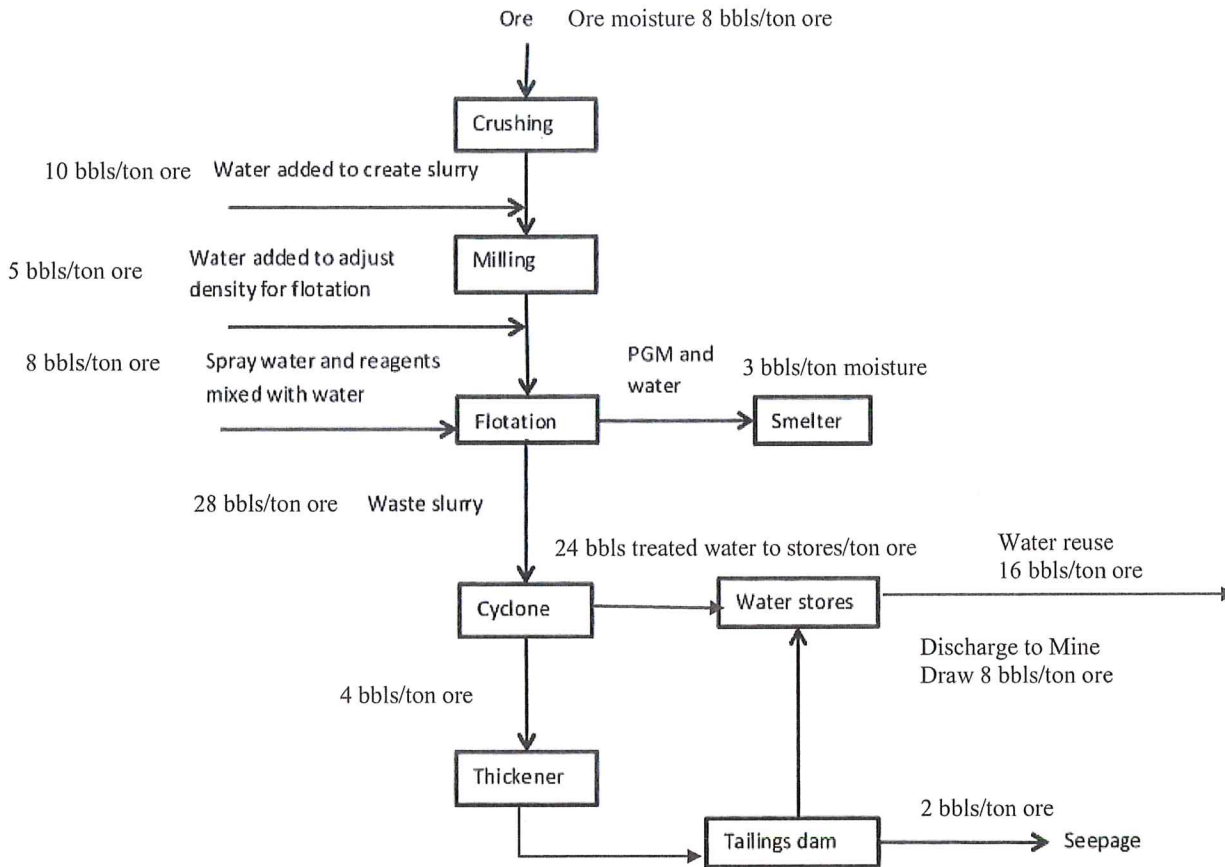 Ore Ore moisture 8 bbls/ton ore
Crushing
10 bbls/ton ore Water added to create slurry
Milling
5 bbls/ton ore Water added to adjust
density for flotation
8 bbls/ton ore Spray water and reagents
mixed with water
PGM and
water
3 bbls/ton moisture
Flotation
Smelter
28 bbls/ton ore Waste slurry
24 bbls treated water to stores/ton ore
Water reuse
16 bbls/ton ore
Cyclone
Water stores
Discharge to Mine
Draw 8 bbls/ton ore
4 bbls/ton ore
Thickener
2 bbls/ton ore
Tailings dam
Seepage